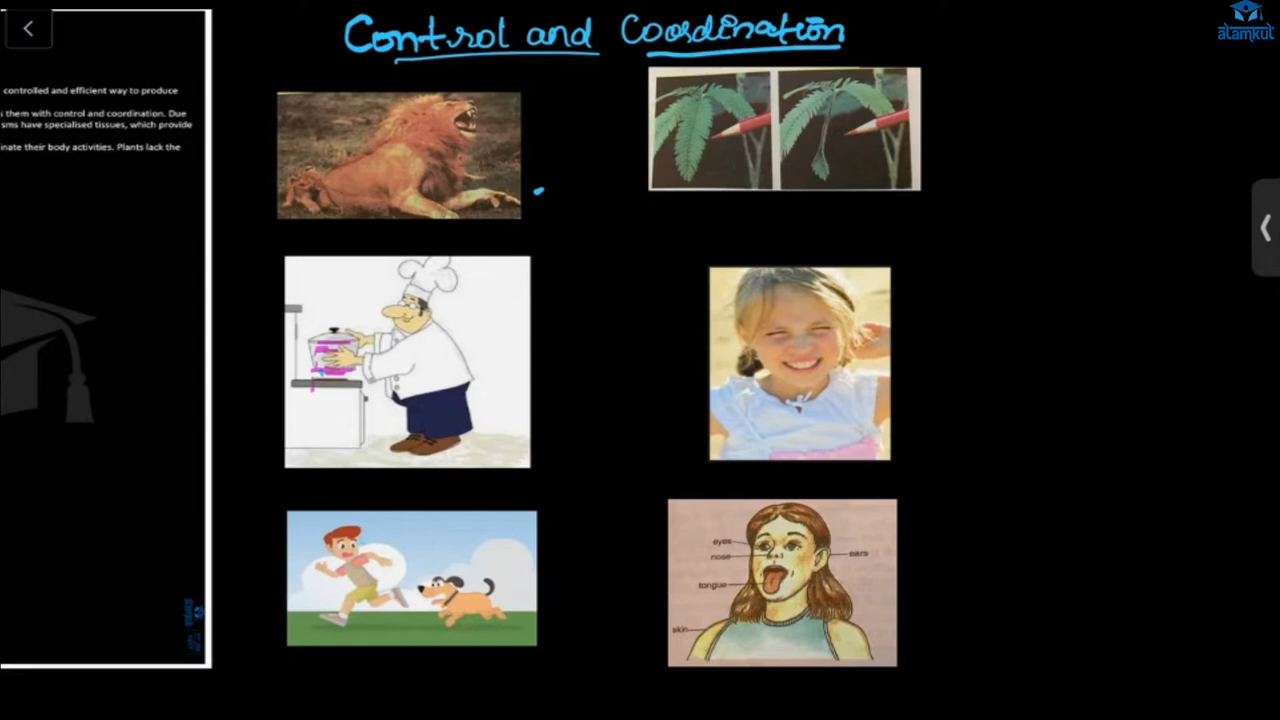 Control and Coordination
atamkul
controlled and efficient way to produce
s them with control and coordination. Due
sms have specialised tissues, which provide
inate their body activities. Plants lack the
eyes
nose
ears
tongue
skin